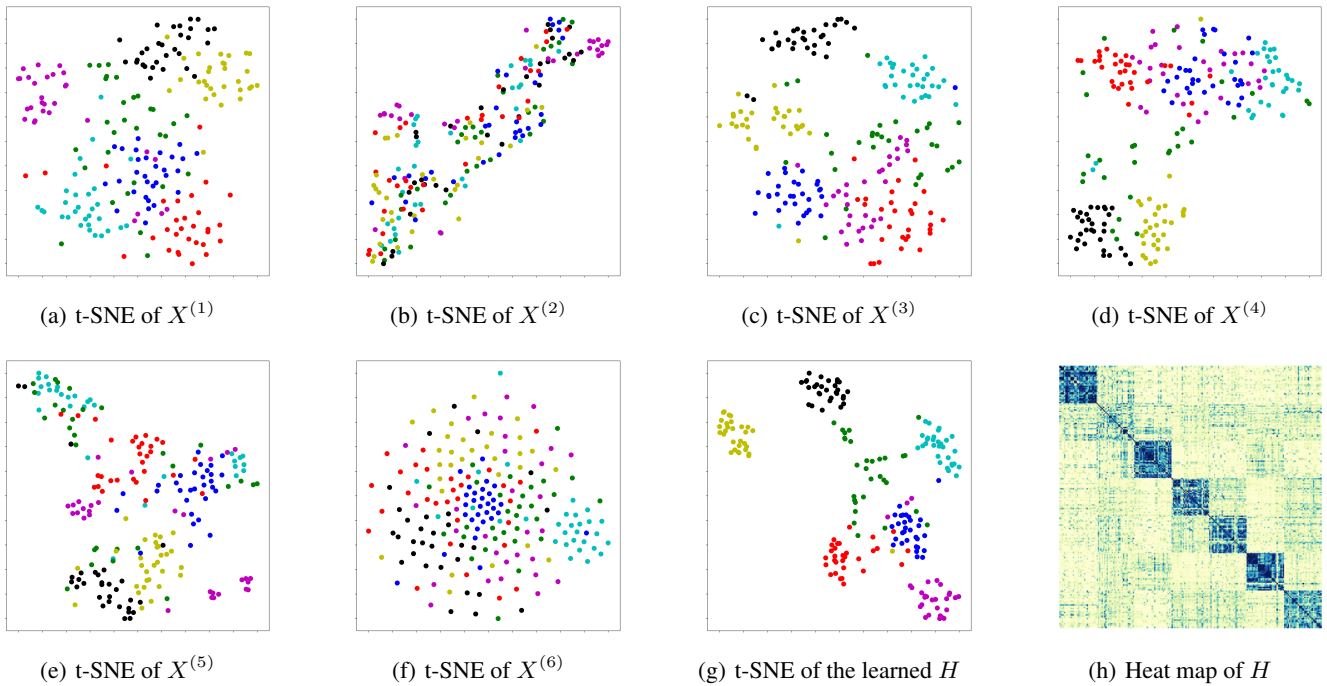 (a) t-SNE of X^(1)
(b) t-SNE of X^(2)
(c) t-SNE of X^(3)
(d) t-SNE of X^(4)
(e) t-SNE of X^(5)
(f) t-SNE of X^(6)
(g) t-SNE of the learned H
(h) Heat map of H